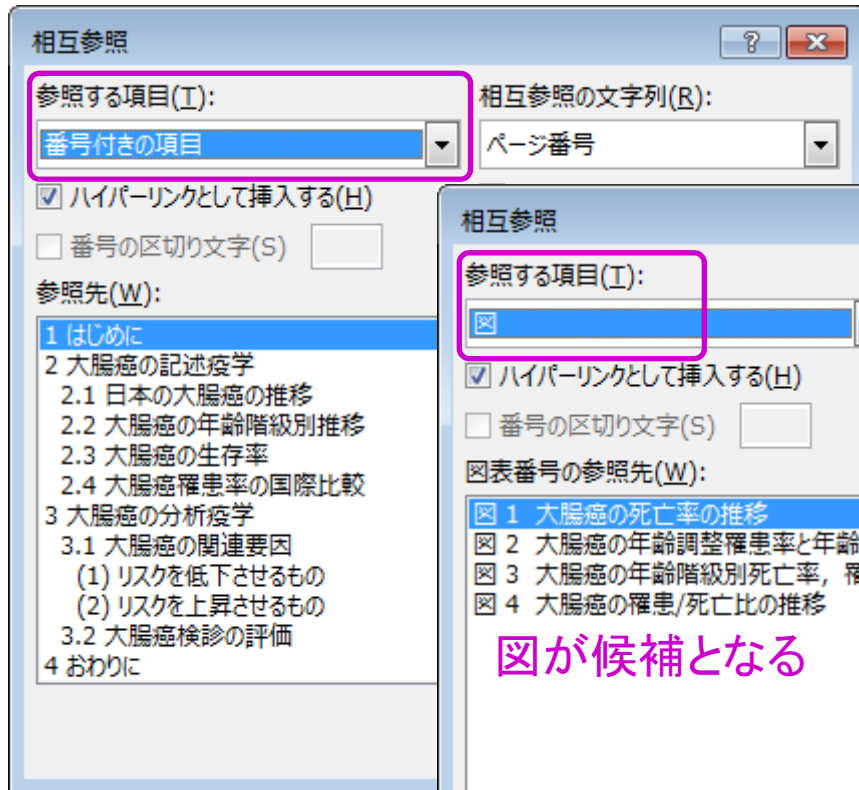 相互参照
参照する項目(T):
相互参照の文字列(R):
番号付きの項目
ページ番号
ハイパーリンクとして挿入する(H)
番号の区切り文字(S)
参照先(W):
1 はじめに
2 大腸癌の記述疫学
2.1 日本の大腸癌の推移
2.2 大腸癌の年齢階級別推移
2.3 大腸癌の生存率
2.4 大腸癌罹患率の国際比較
3 大腸癌の分析疫学
3.1 大腸癌の関連要因
(1) リスクを低下させるもの
(2) リスクを上昇させるもの
3.2 大腸癌検診の評価
4 おわりに
相互参照
参照する項目(T):
図
ハイパーリンクとして挿入する(H)
番号の区切り文字(S)
図表番号の参照先(W):
図 1 大腸癌の死亡率の推移
図 2 大腸癌の年齢調整罹患率と年齢
図 3 大腸癌の年齢階級別死亡率，罹
図 4 大腸癌の罹患/死亡比の推移
図が候補となる